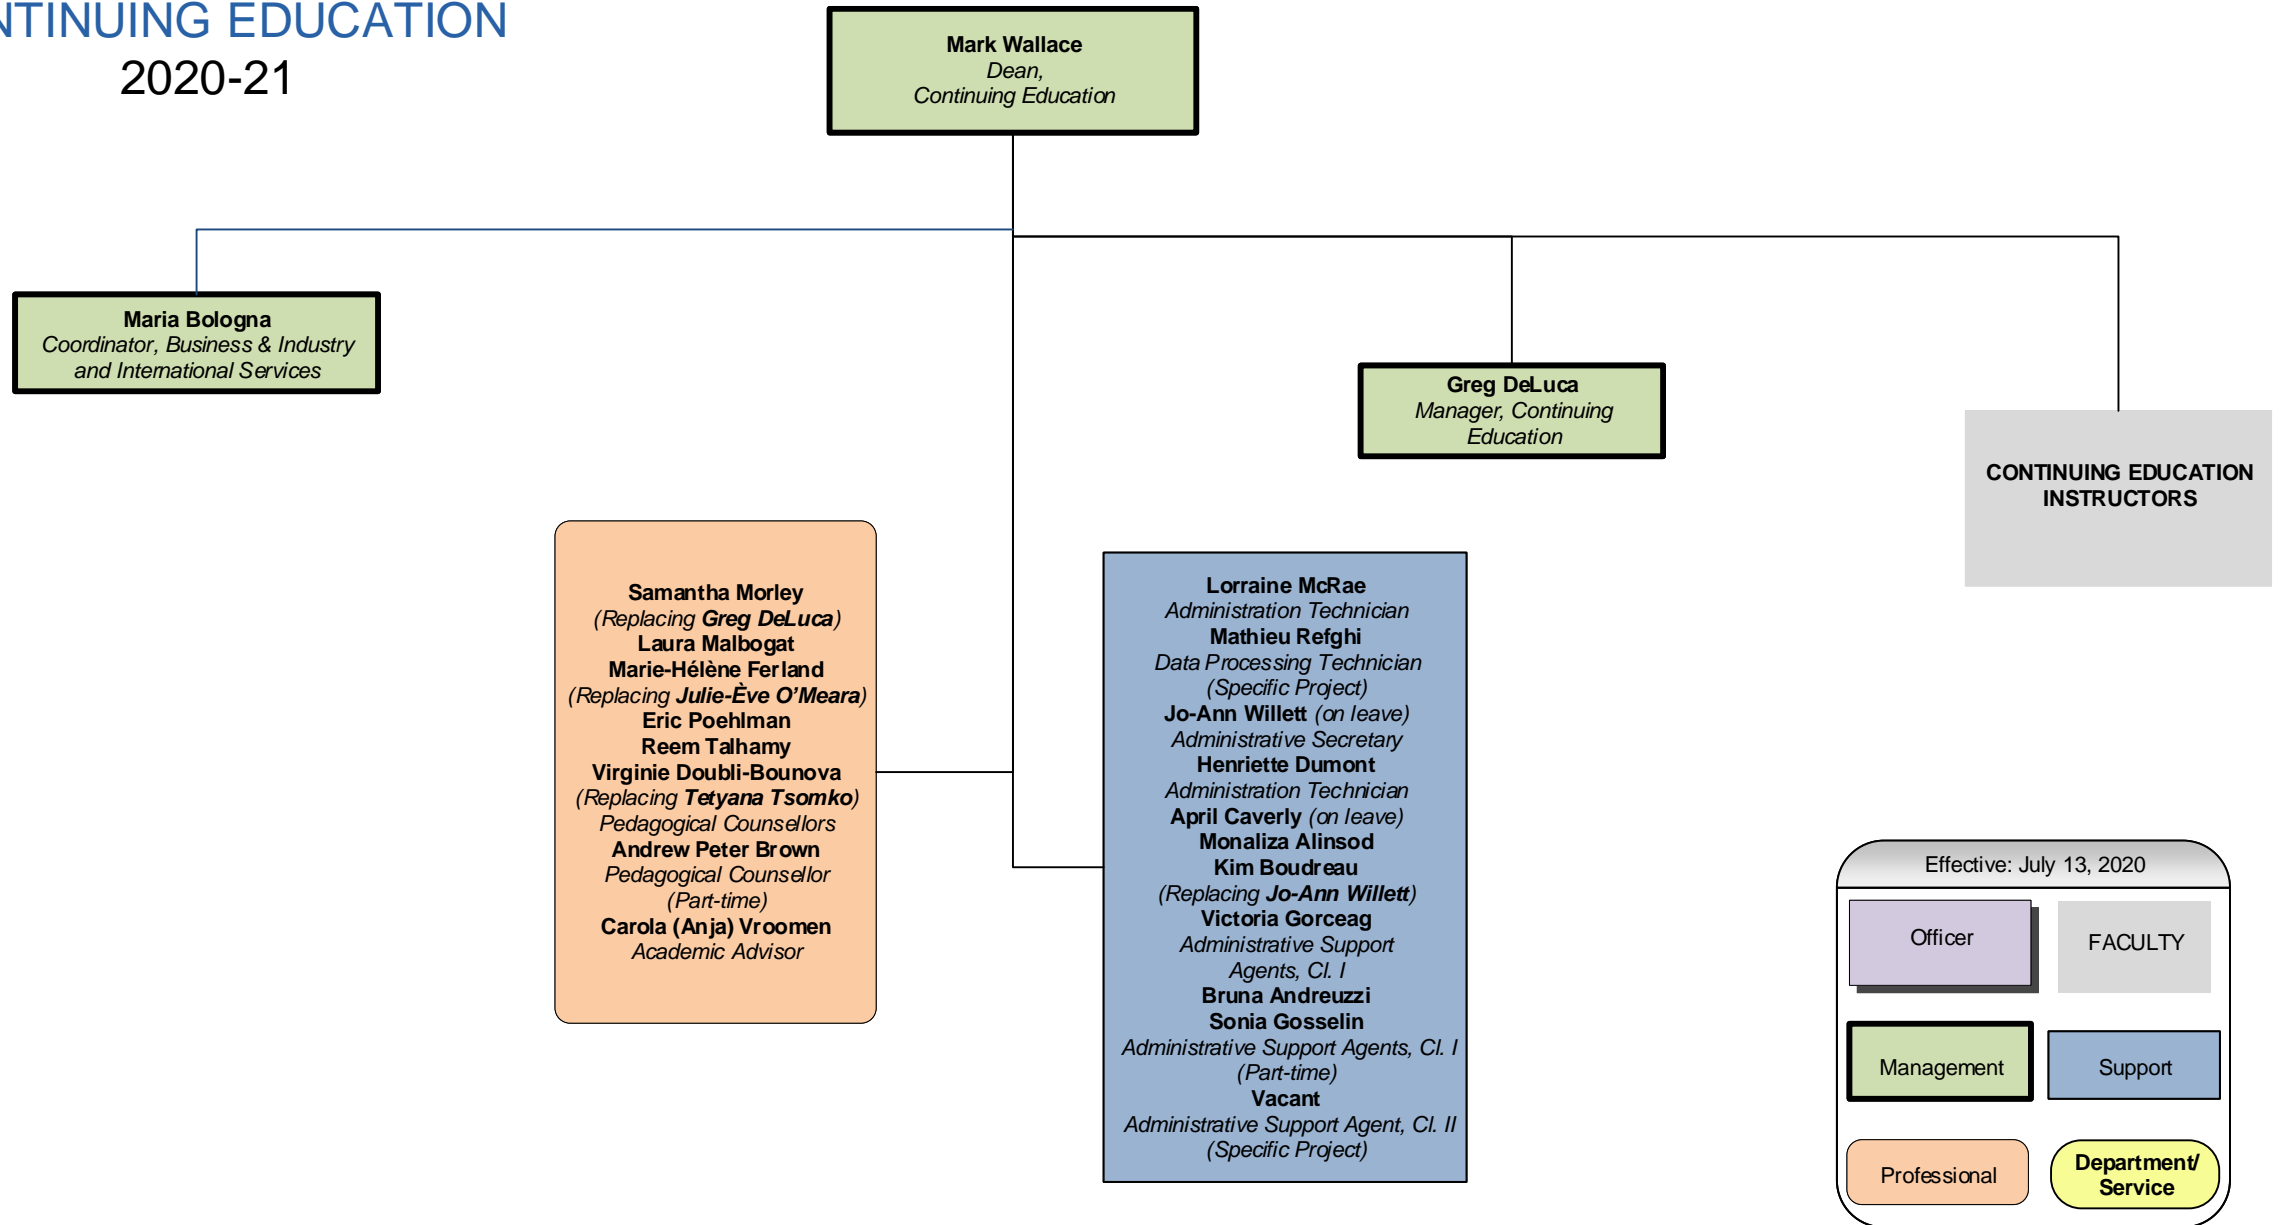 NTINUING EDUCATION
2020-21
Mark Wallace
Dean,
Continuing Education
Maria Bologna
Coordinator, Business & Industry
and International Services
Greg DeLuca
Manager, Continuing
Education
CONTINUING EDUCATION
INSTRUCTORS
Samantha Morley
(Replacing Greg DeLuca)
Laura Malbogat
Marie-Hélène Ferland
(Replacing Julie-Ève O’Meara)
Eric Poehlman
Reem Talhamy
Virginie Doubli-Bounova
(Replacing Tetyana Tsomko)
Pedagogical Counsellors
Andrew Peter Brown
Pedagogical Counsellor
(Part-time)
Carola (Anja) Vroomen
Academic Advisor
Lorraine McRae
Administration Technician
Mathieu Refghi
Data Processing Technician
(Specific Project)
Jo-Ann Willett (on leave)
Administrative Secretary
Henriette Dumont
Administration Technician
April Caverly (on leave)
Monaliza Alinsod
Kim Boudreau
(Replacing Jo-Ann Willett)
Victoria Gorceag
Administrative Support
Agents, Cl. I
Bruna Andreuzzi
Sonia Gosselin
Administrative Support Agents, Cl. I
(Part-time)
Vacant
Administrative Support Agent, Cl. II
(Specific Project)
Effective: July 13, 2020
Officer
FACULTY
Management
Support
Professional
Department/
Service